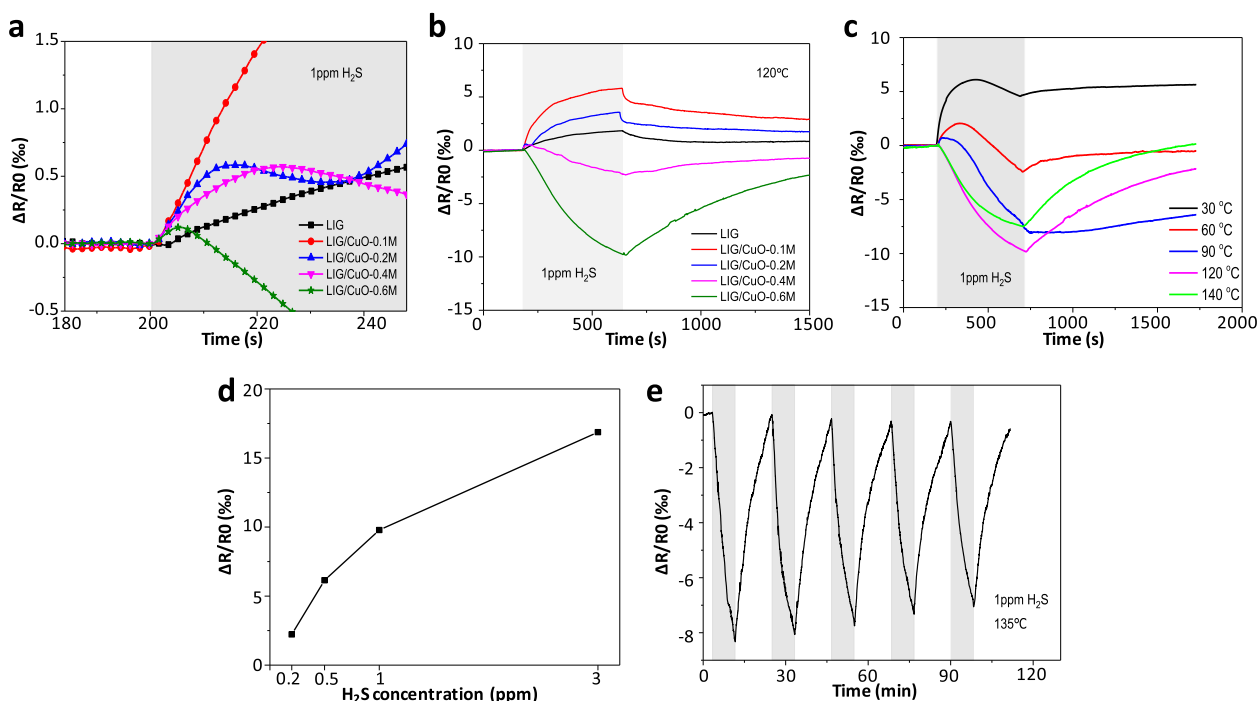 a
1.5
1.0
0.5
0.0
-0.5
ΔR/R0 (‰)
1ppm H₂S
LIG
LIG/CuO-0.1M
LIG/CuO-0.2M
LIG/CuO-0.4M
LIG/CuO-0.6M
180 200 220 240
Time (s)
b
10
5
0
-5
-10
-15
ΔR/R0 (‰)
120℃
1ppm H₂S
LIG
LIG/CuO-0.1M
LIG/CuO-0.2M
LIG/CuO-0.4M
LIG/CuO-0.6M
0 500 1000 1500
Time (s)
c
10
5
0
-5
-10
-15
ΔR/R0 (‰)
1ppm H₂S
30 °C
60 °C
90 °C
120 °C
140 °C
0 500 1000 1500 2000
Time (s)
d
20
15
10
5
0
ΔR/R0 (‰)
0.2 0.5 1 3
H₂S concentration (ppm)
e
0
-2
-4
-6
-8
ΔR/R0 (‰)
1ppm H₂S
135℃
0 30 60 90 120
Time (min)